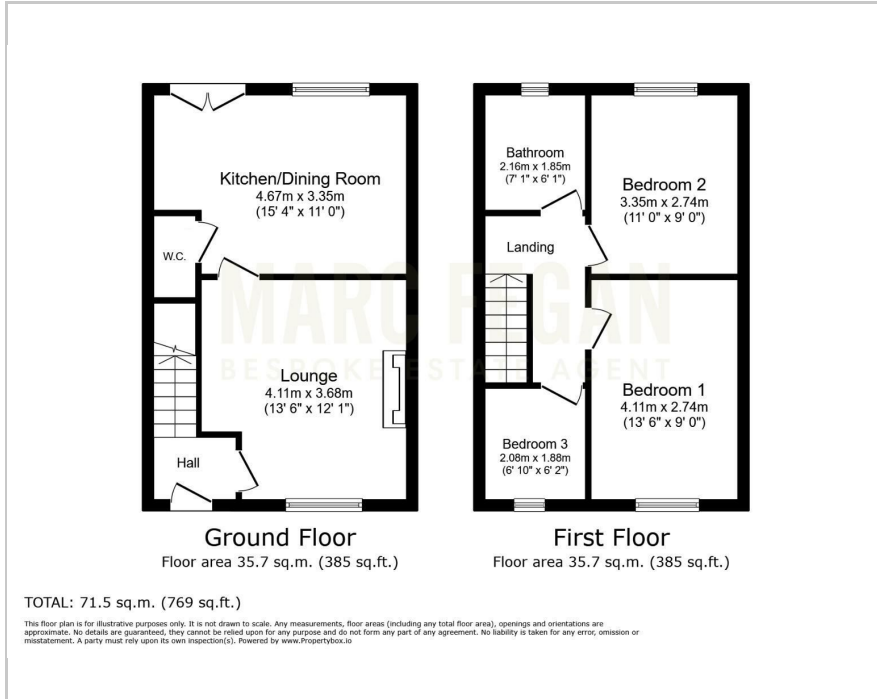 Kitchen/Dining Room
4.67m x 3.35m
(15' 4" x 11' 0")
W.C.
Lounge
4.11m x 3.68m
(13' 6" x 12' 1")
Hall
Ground Floor
Floor area 35.7 sq.m. (385 sq.ft.)
Bathroom
2.16m x 1.85m
(7' 1" x 6' 1")
Bedroom 2
3.35m x 2.74m
(11' 0" x 9' 0")
Landing
Bedroom 1
4.11m x 2.74m
(13' 6" x 9' 0")
Bedroom 3
2.08m x 1.88m
(6' 10" x 6' 2")
First Floor
Floor area 35.7 sq.m. (385 sq.ft.)
MARC FEGAN
BESPOKE ESTATE AGENT
TOTAL: 71.5 sq.m. (769 sq.ft.)
This floor plan is for illustrative purposes only. It is not drawn to scale. Any measurements, floor areas (including any total floor area), openings and orientations are
approximate. No details are guaranteed, they cannot be relied upon for any purpose and do not form any part of any agreement. No liability is taken for any error, omission or
misstatement. A party must rely upon its own inspection(s). Powered by www.Propertybox.io